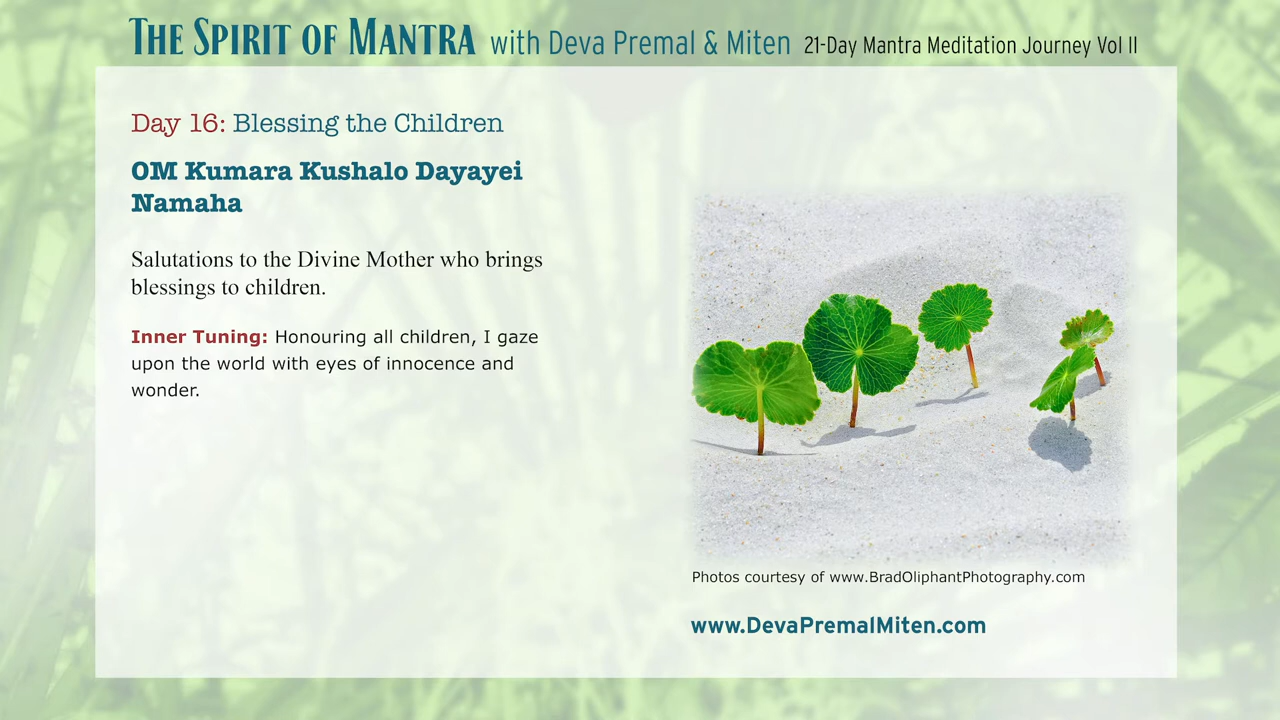 The Spirit of Mantra with Deva Premal & Miten 21-Day Mantra Meditation Journey Vol II
Day 16: Blessing the Children
OM Kumara Kushalo Dayayei
Namaha
Salutations to the Divine Mother who brings
blessings to children.
Inner Tuning: Honouring all children, I gaze
upon the world with eyes of innocence and
wonder.
Photos courtesy of www.BradOliphantPhotography.com
www.DevaPremalMiten.com